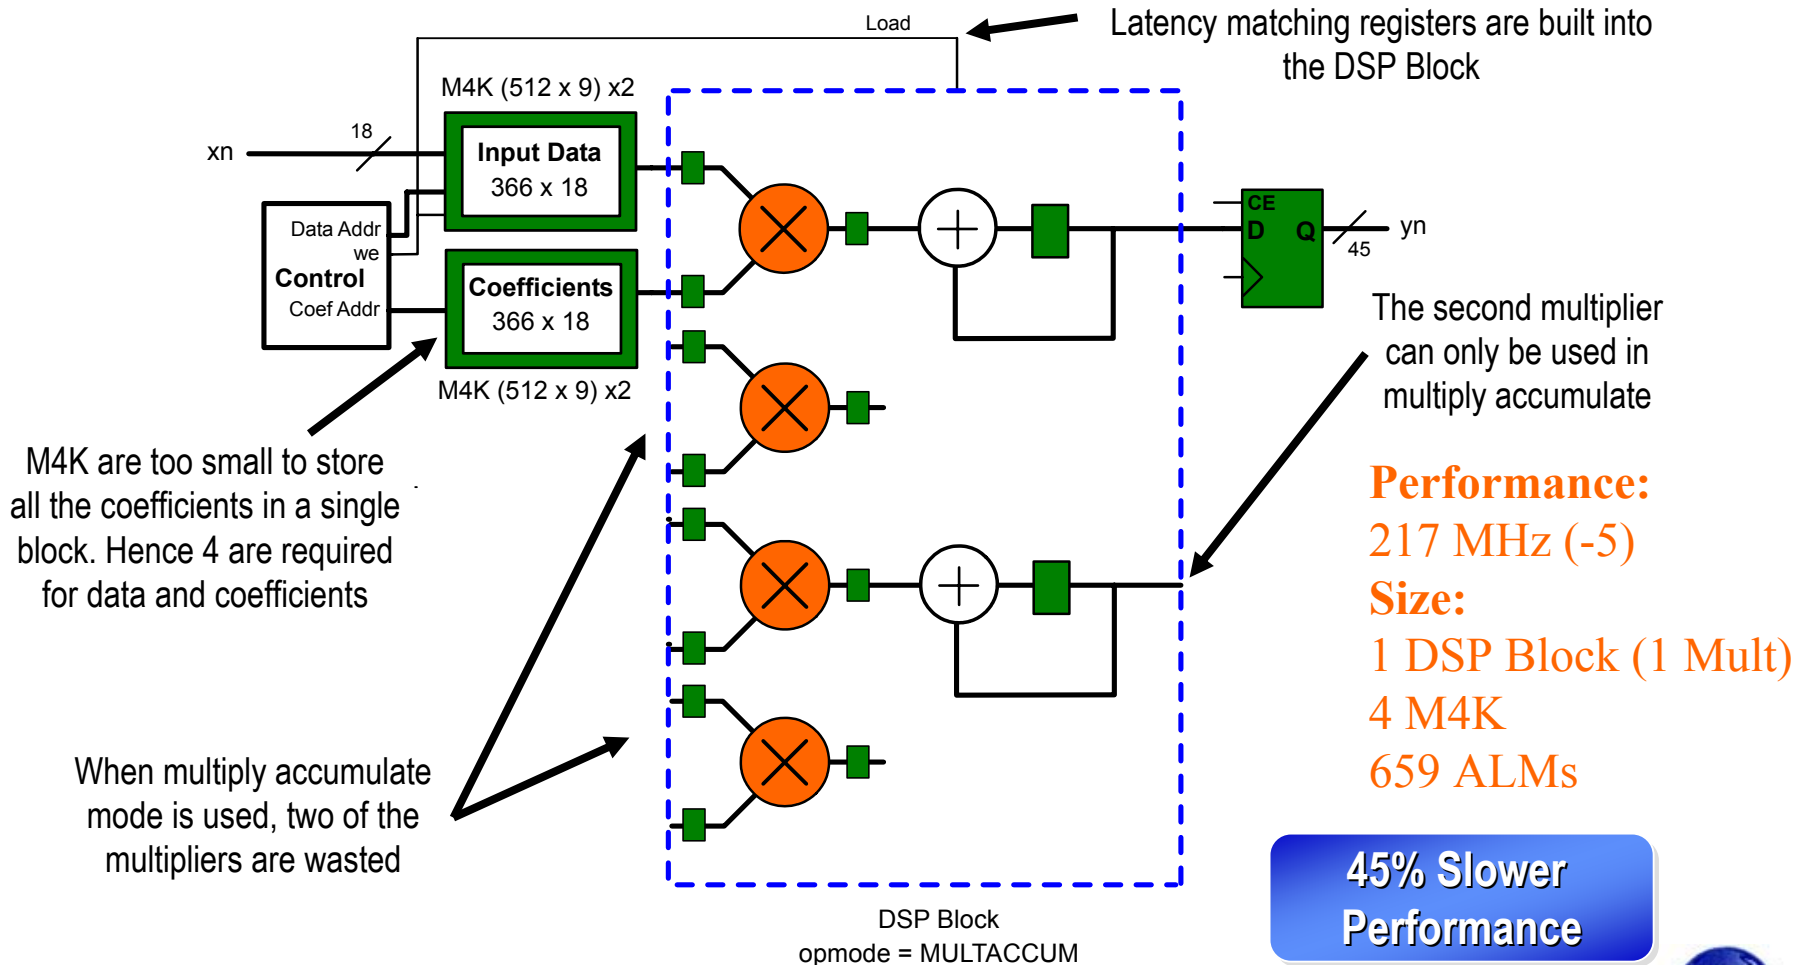 Load
Latency matching registers are built into
the DSP Block
M4K (512 x 9) x2
xn
18
Input Data
366 x 18
Data Addr
we
Control
Coef Addr
Coefficients
366 x 18
M4K (512 x 9) x2
CE
D Q
45
yn
The second multiplier
can only be used in
multiply accumulate
M4K are too small to store
all the coefficients in a single
block. Hence 4 are required
for data and coefficients
Performance:
217 MHz (-5)
Size:
1 DSP Block (1 Mult)
4 M4K
659 ALMs
When multiply accumulate
mode is used, two of the
multipliers are wasted
45% Slower
Performance
DSP Block
opmode = MULTACCUM